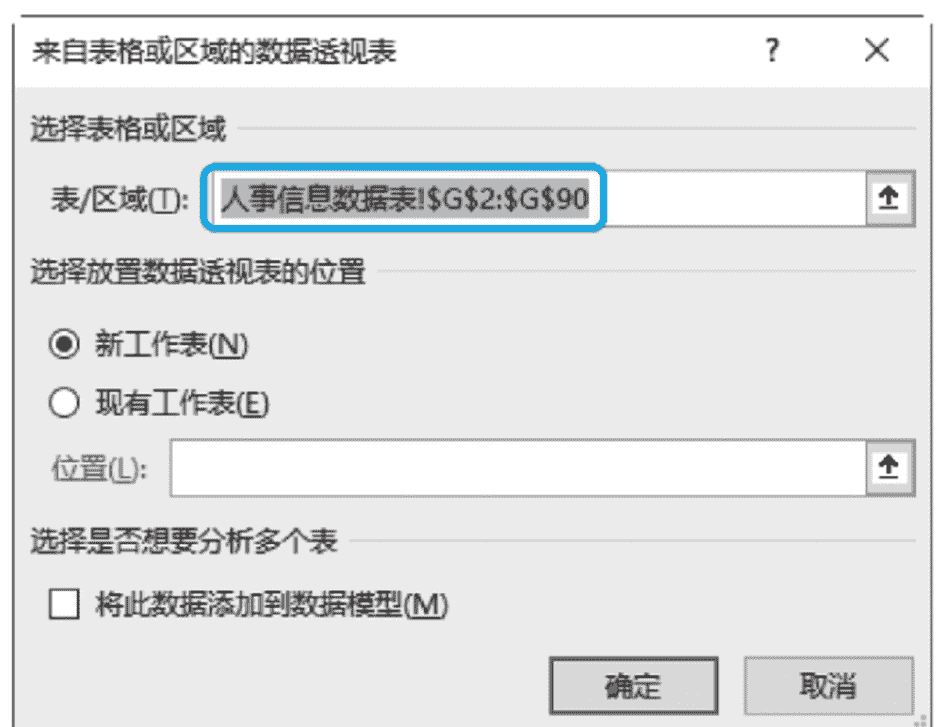 来自表格或区域的数据透视表 ?
选择表格或区域
表/区域(T): 人事信息数据表!$G$2:$G$90
选择放置数据透视表的位置
新工作表(N)
现有工作表(E)
位置(L):
选择是否想要分析多个表
将此数据添加到数据模型(M)
确定 取消